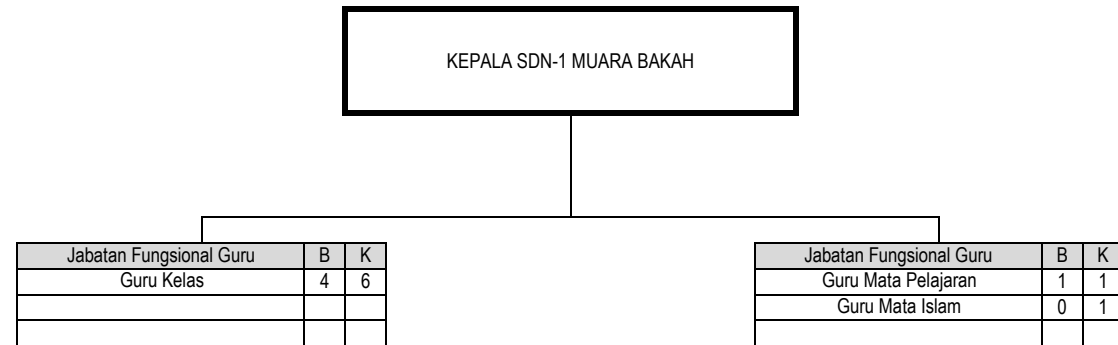 KEPALA SDN-1 MUARA BAKAH
Jabatan Fungsional Guru B K
Guru Kelas 4 6
Jabatan Fungsional Guru B K
Guru Mata Pelajaran 1 1
Guru Mata Islam 0 1